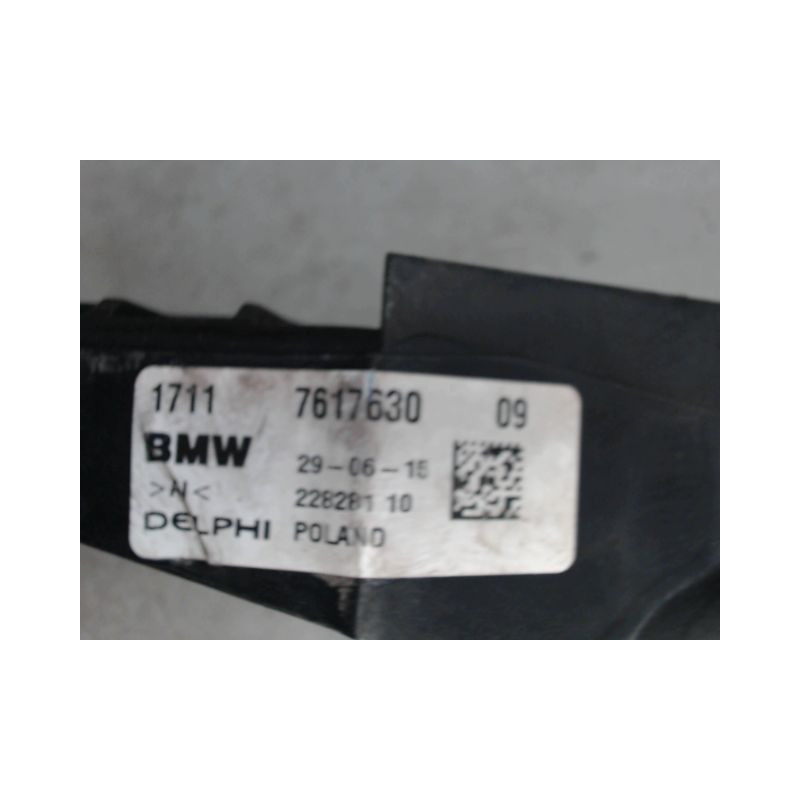 1711 7617630 09
BMW 29-06-15
>N< 228281 10
DELPHI POLAND